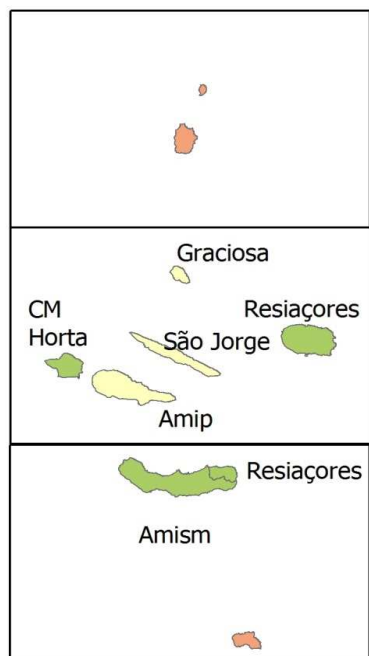 Graciosa
CM
Horta
Resiaçores
São Jorge
Amip
Resiaçores
Amism